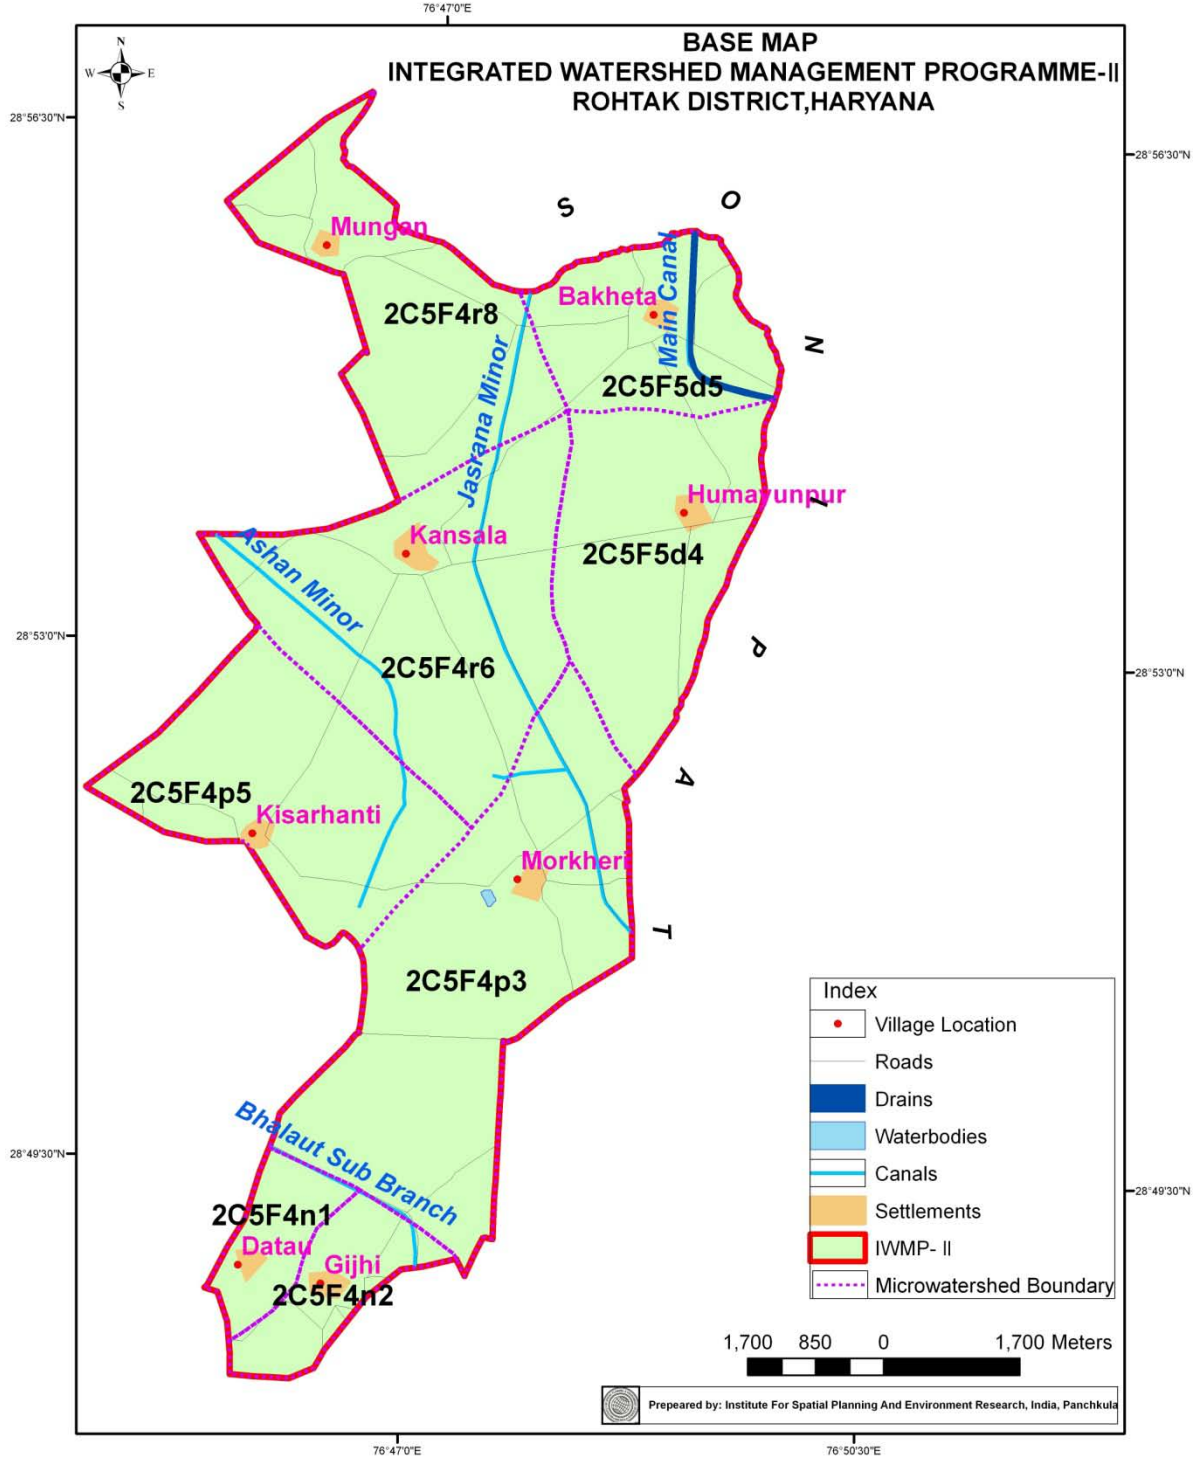 76°47'0"E
BASE MAP
INTEGRATED WATERSHED MANAGEMENT PROGRAMME-II
ROHTAK DISTRICT,HARYANA
N
W E
S
28°56'30"N
28°56'30"N
S O N I P A T
Mungan
2C5F4r8
Bakheta
Main Canal
2C5F5d5
Jasrana Minor
Humayunpur
Kansala
2C5F5d4
Ashan Minor
28°53'0"N
28°53'0"N
2C5F4r6
2C5F4p5
Kisarhanti
Morkheri
2C5F4p3
Bhalaut Sub Branch
28°49'30"N
28°49'30"N
2C5F4n1
Datau
Gijhi
2C5F4n2
Index
Village Location
Roads
Drains
Waterbodies
Canals
Settlements
IWMP- II
Microwatershed Boundary
1,700 850 0 1,700 Meters
Prepeared by: Institute For Spatial Planning And Environment Research, India, Panchkula
76°47'0"E
76°50'30"E